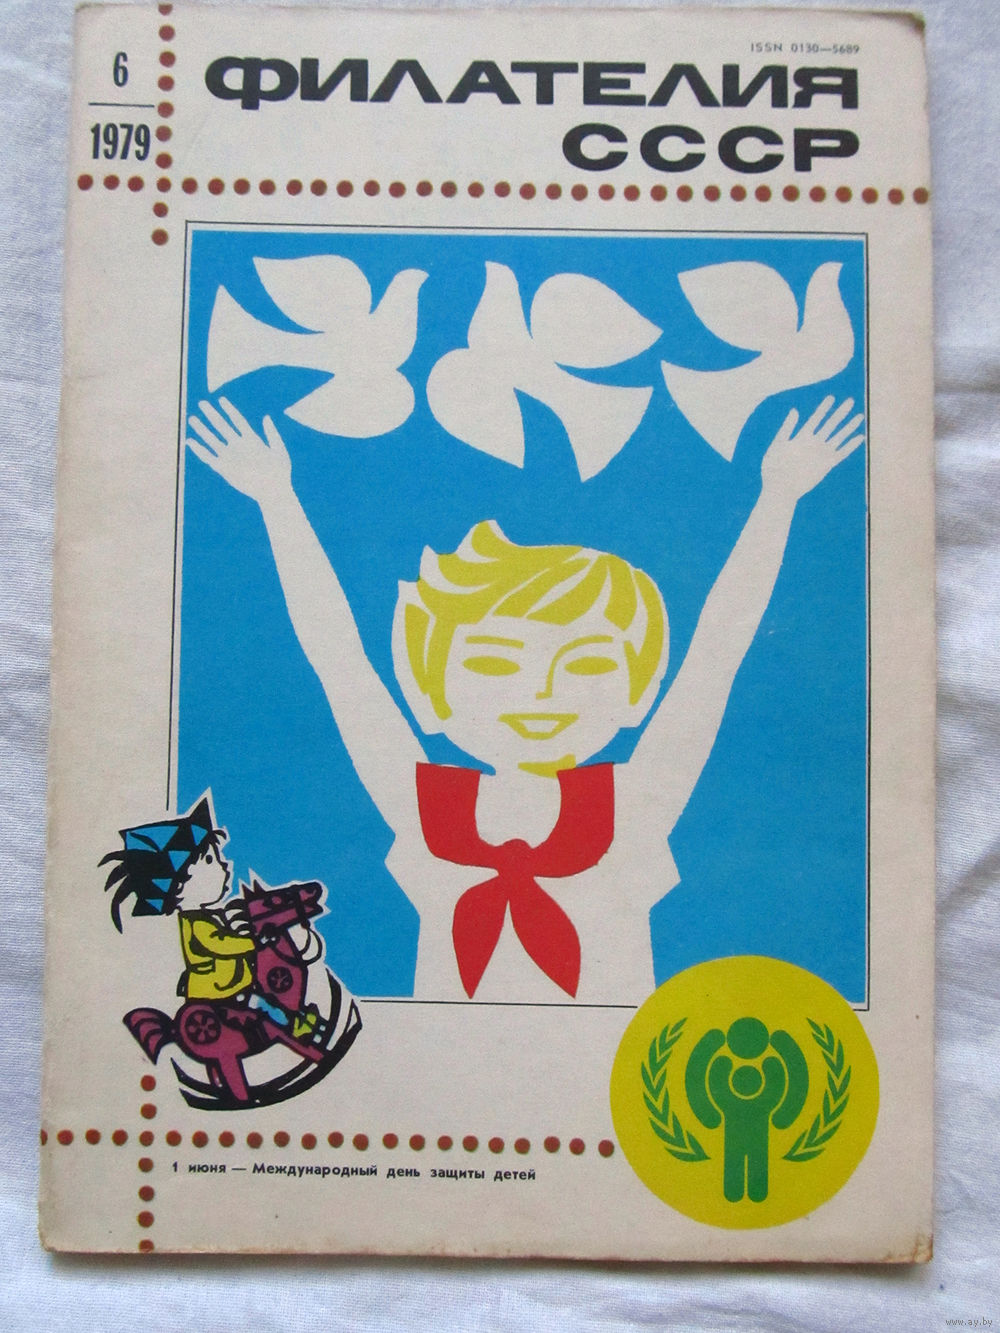 ISSN 0130—5689
6
1979
ФИЛАТЕЛИЯ
СССР
1 июня — Международный день защиты детей
www.ay.by